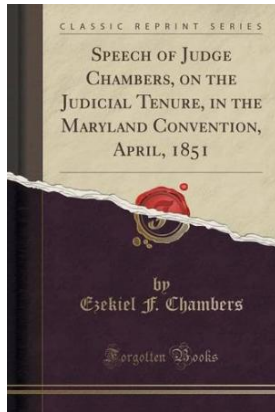 CLASSIC REPRINT SERIES
SPEECH OF JUDGE
CHAMBERS, ON THE
JUDICIAL TENURE, IN THE
MARYLAND CONVENTION,
APRIL, 1851
by
Ezekiel F. Chambers
Forgotten Books